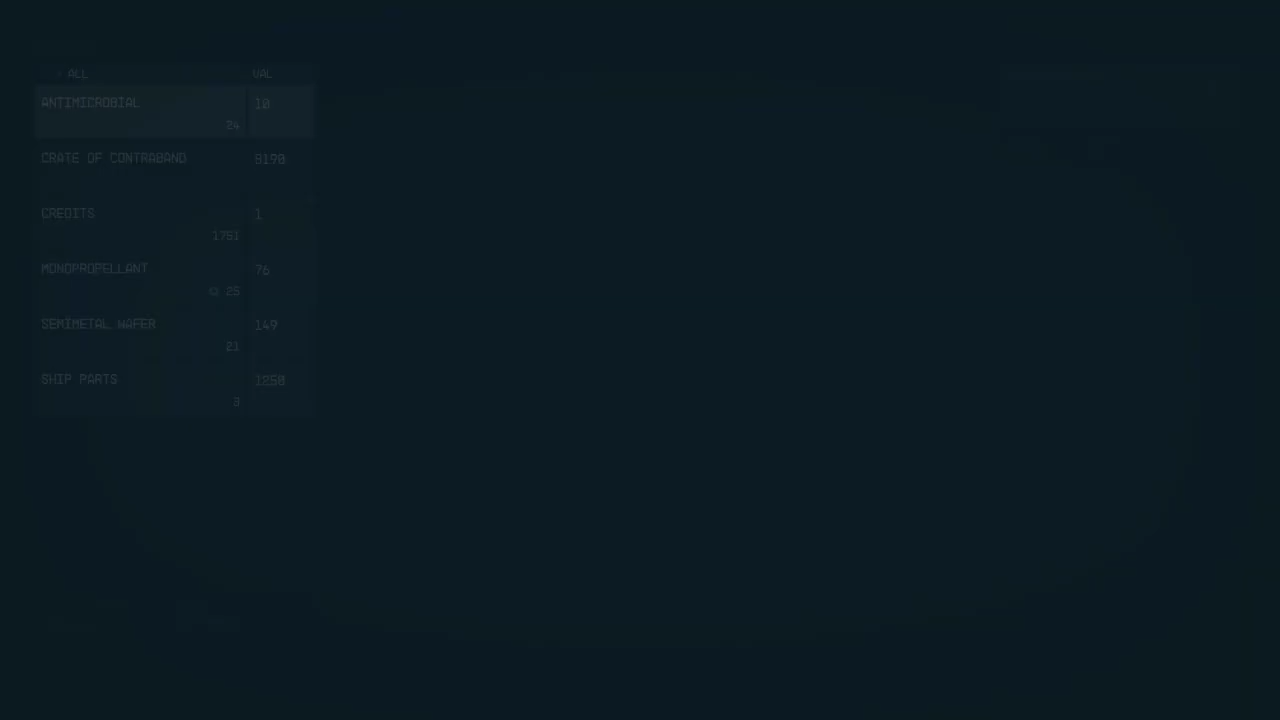 ALL VAL
ANTIMICROBIAL 10
24
CRATE OF CONTRABAND 9190
CREDITS 1
1751
MONOPROPELLANT 76
25
SEMIMETAL WAFER 149
21
SHIP PARTS 1250
3